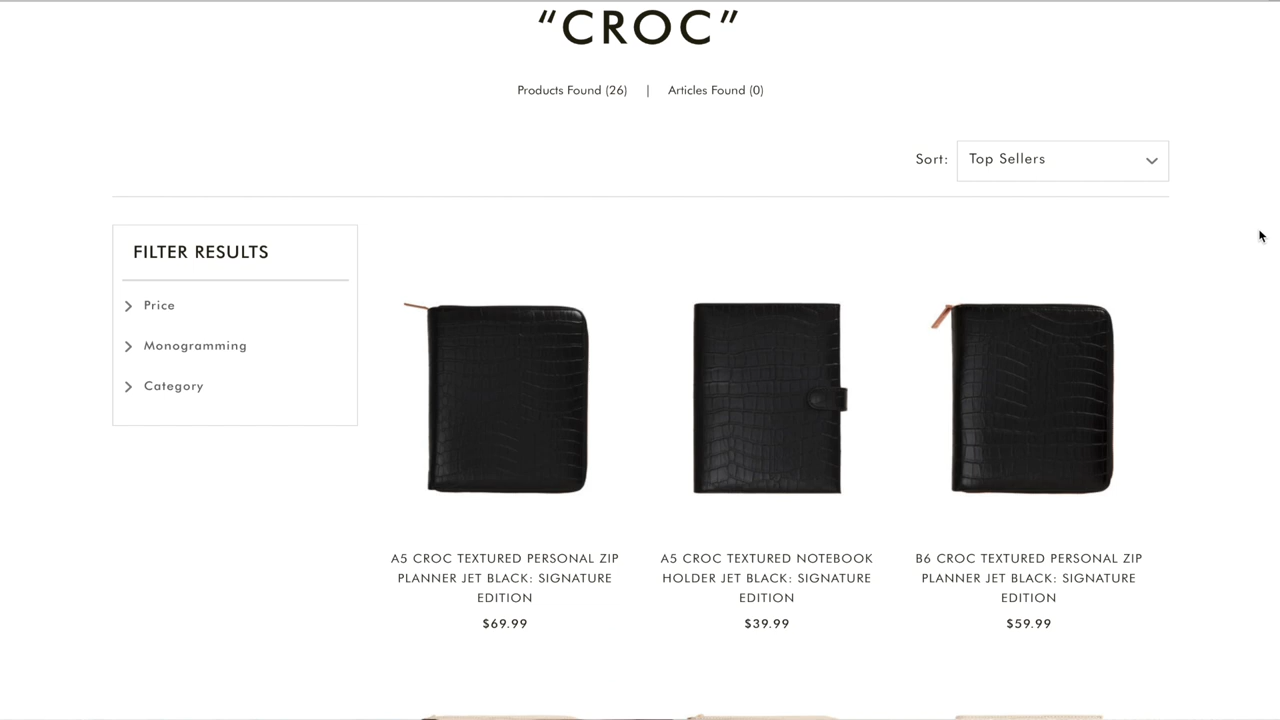 “CROC”
Products Found (26) | Articles Found (0)
Sort: Top Sellers
FILTER RESULTS
Price
Monogramming
Category
A5 CROC TEXTURED PERSONAL ZIP
PLANNER JET BLACK: SIGNATURE
EDITION
$69.99
A5 CROC TEXTURED NOTEBOOK
HOLDER JET BLACK: SIGNATURE
EDITION
$39.99
B6 CROC TEXTURED PERSONAL ZIP
PLANNER JET BLACK: SIGNATURE
EDITION
$59.99